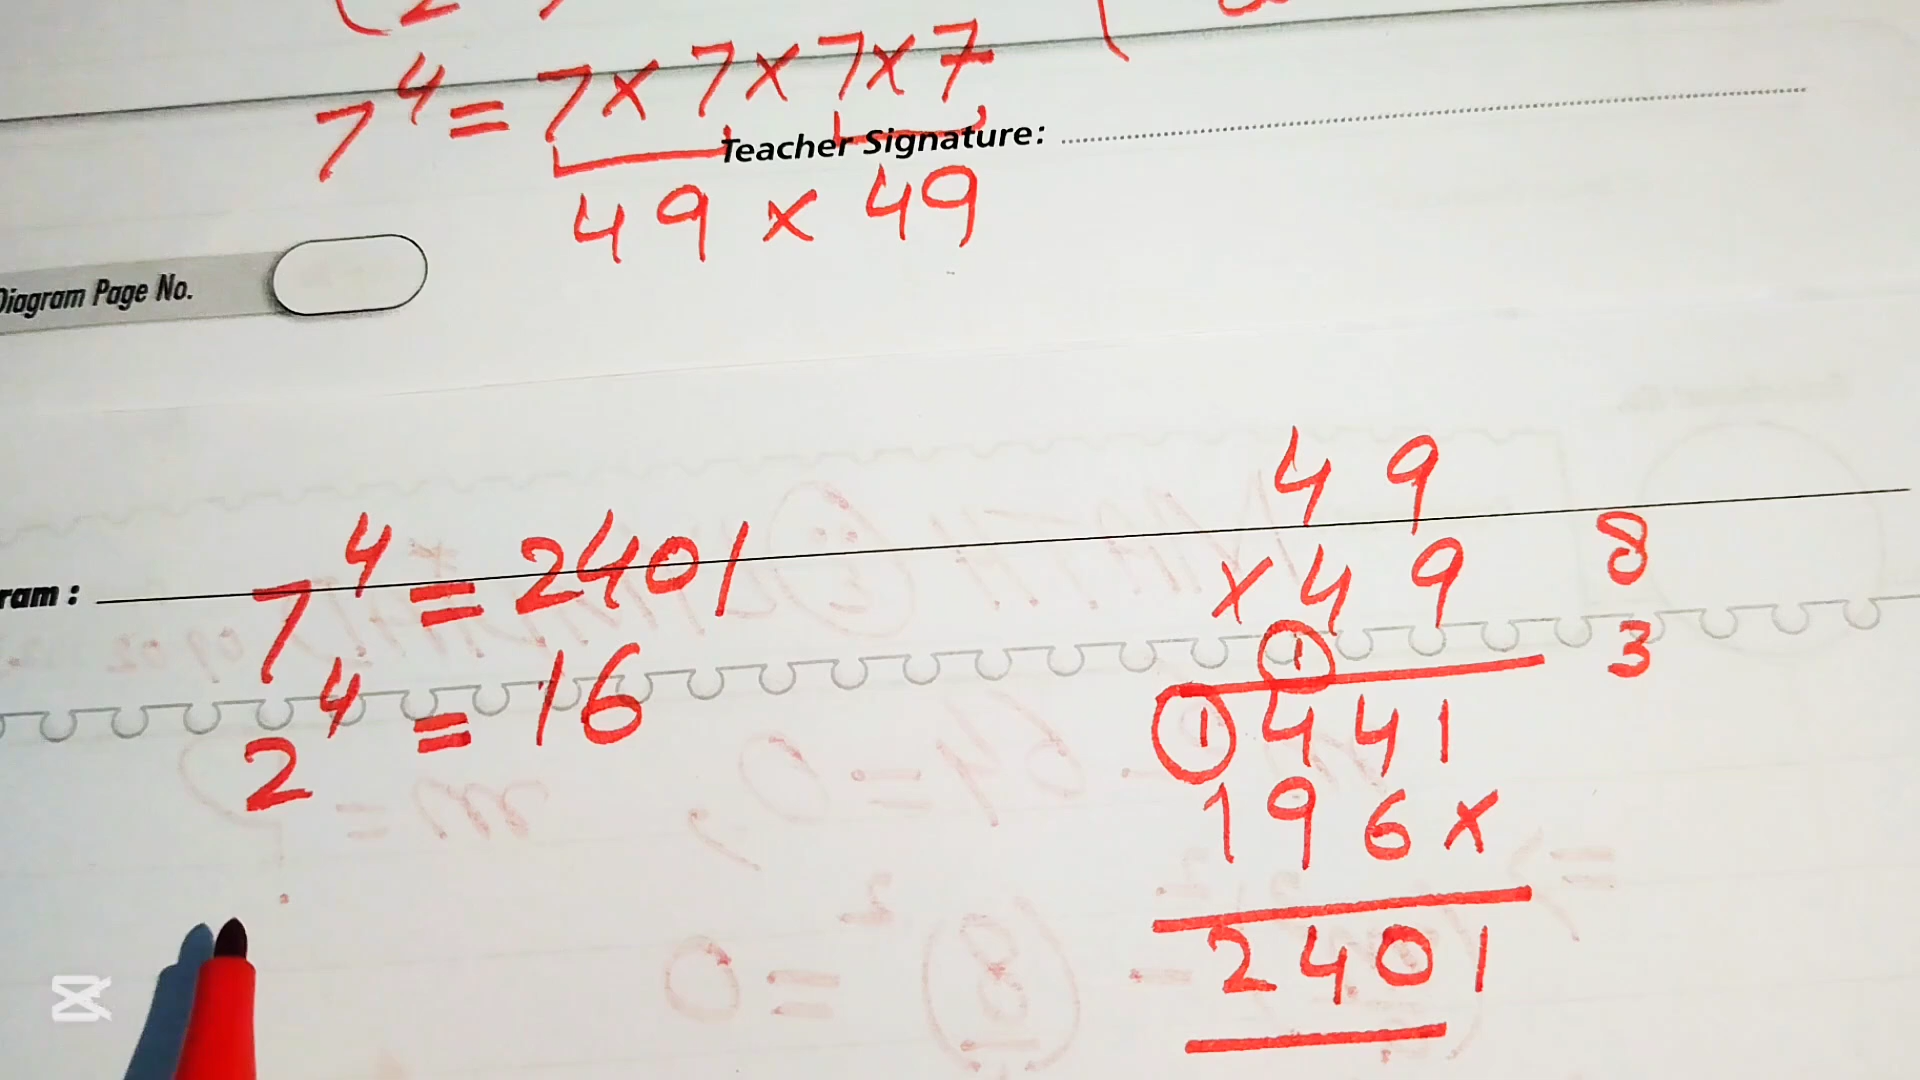 7⁴ = 7 × 7 × 7 × 7
Teacher Signature:
49 × 49
Diagram Page No.
49
× 49
8
3
1
7⁴ = 2401
ram :
2⁴ = 16
1 441
196×
2401